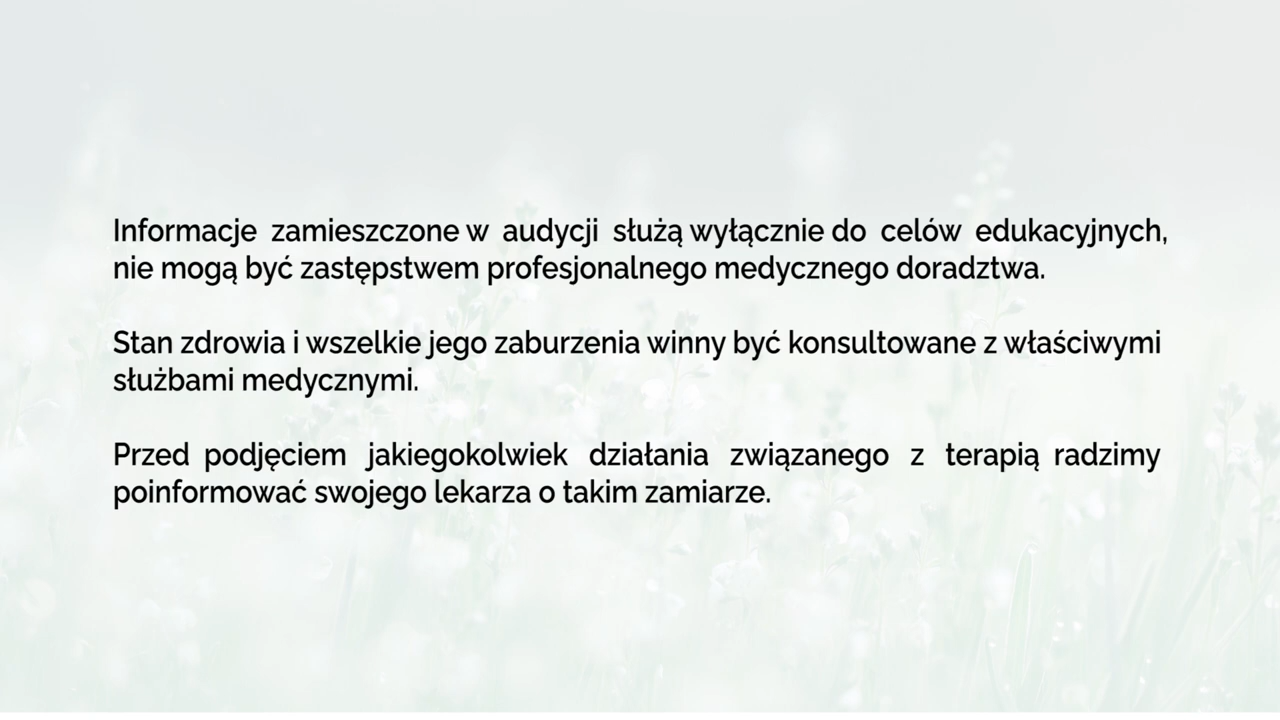 Informacje zamieszczone w audycji służą wyłącznie do celów edukacyjnych,
nie mogą być zastępstwem profesjonalnego medycznego doradztwa.
Stan zdrowia i wszelkie jego zaburzenia winny być konsultowane z właściwymi
służbami medycznymi.
Przed podjęciem jakiegokolwiek działania związanego z terapią radzimy
poinformować swojego lekarza o takim zamiarze.